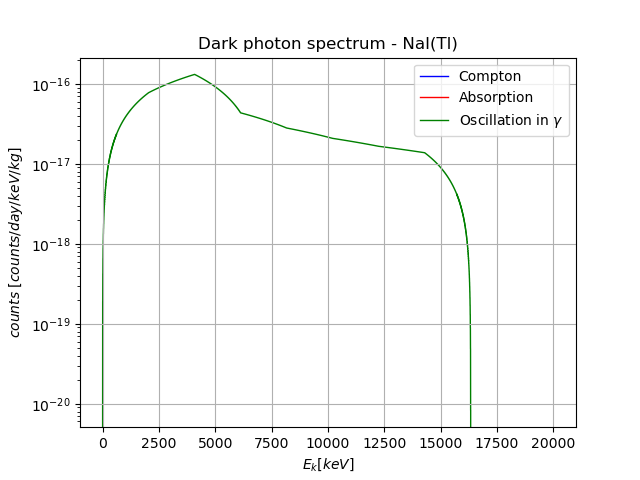 Dark photon spectrum - NaI(Tl)
Compton
Absorption
Oscillation in γ
counts [counts/day/keV/kg]
10⁻¹⁶
10⁻¹⁷
10⁻¹⁸
10⁻¹⁹
10⁻²⁰
0 2500 5000 7500 10000 12500 15000 17500 20000
Eₖ[keV]